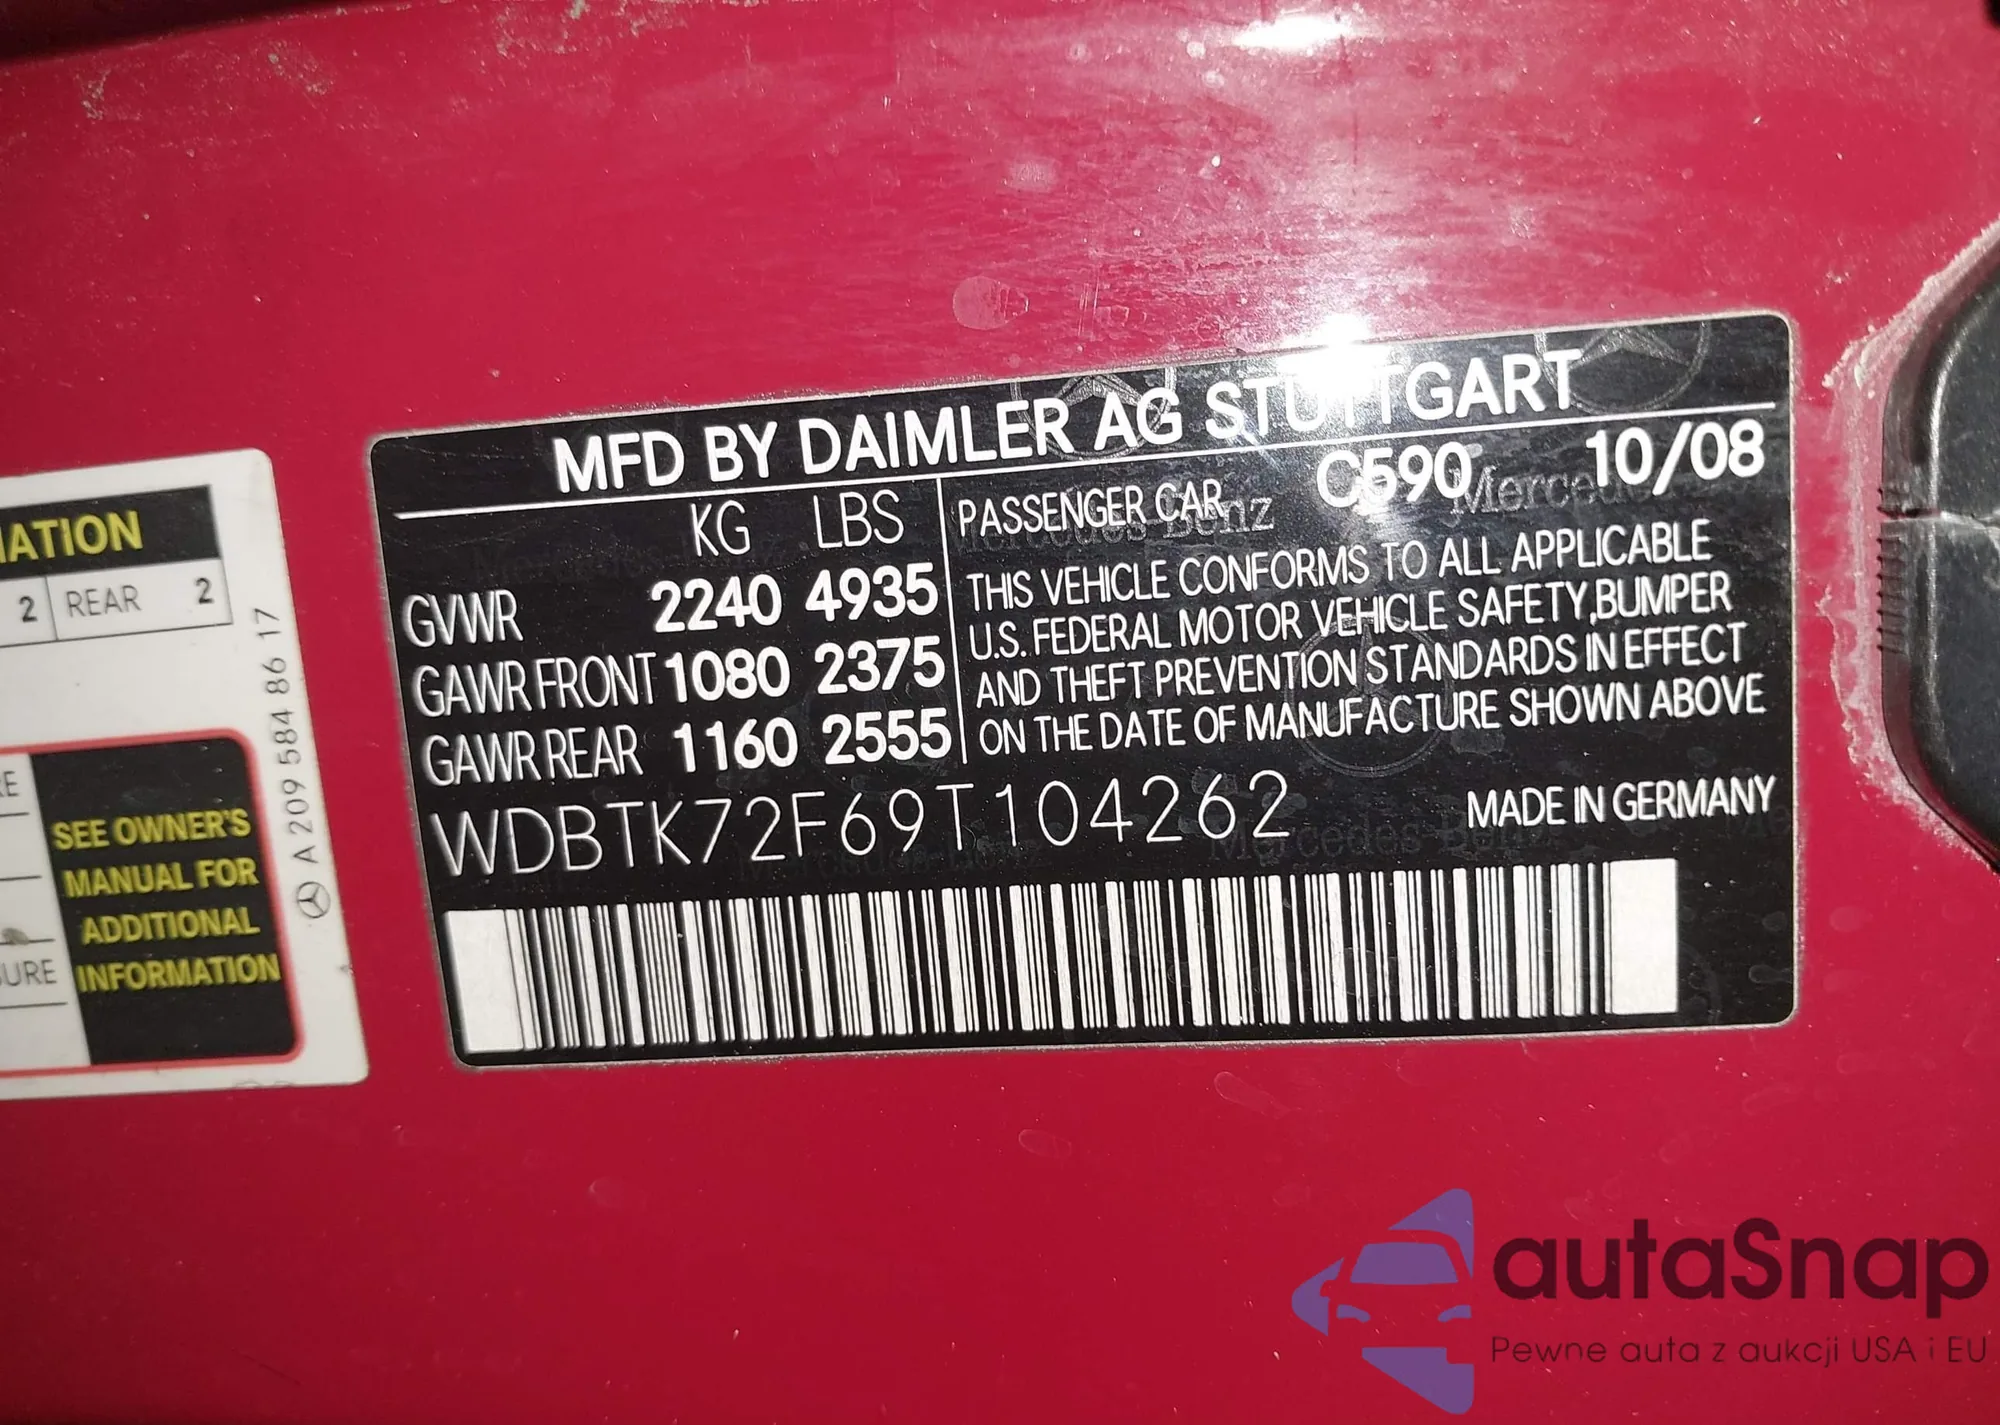 MFD BY DAIMLER AG STUTTGART
KG LBS PASSENGER CAR C590 10/08
GVWR 2240 4935
GAWR FRONT 1080 2375
GAWR REAR 1160 2555
THIS VEHICLE CONFORMS TO ALL APPLICABLE
U.S. FEDERAL MOTOR VEHICLE SAFETY,BUMPER
AND THEFT PREVENTION STANDARDS IN EFFECT
ON THE DATE OF MANUFACTURE SHOWN ABOVE
WDBTK72F69T104262 MADE IN GERMANY
2 REAR 2
A 209 584 86 17
SEE OWNER'S
MANUAL FOR
ADDITIONAL
INFORMATION
autaSnap
Pewne auta z aukcji USA i EU